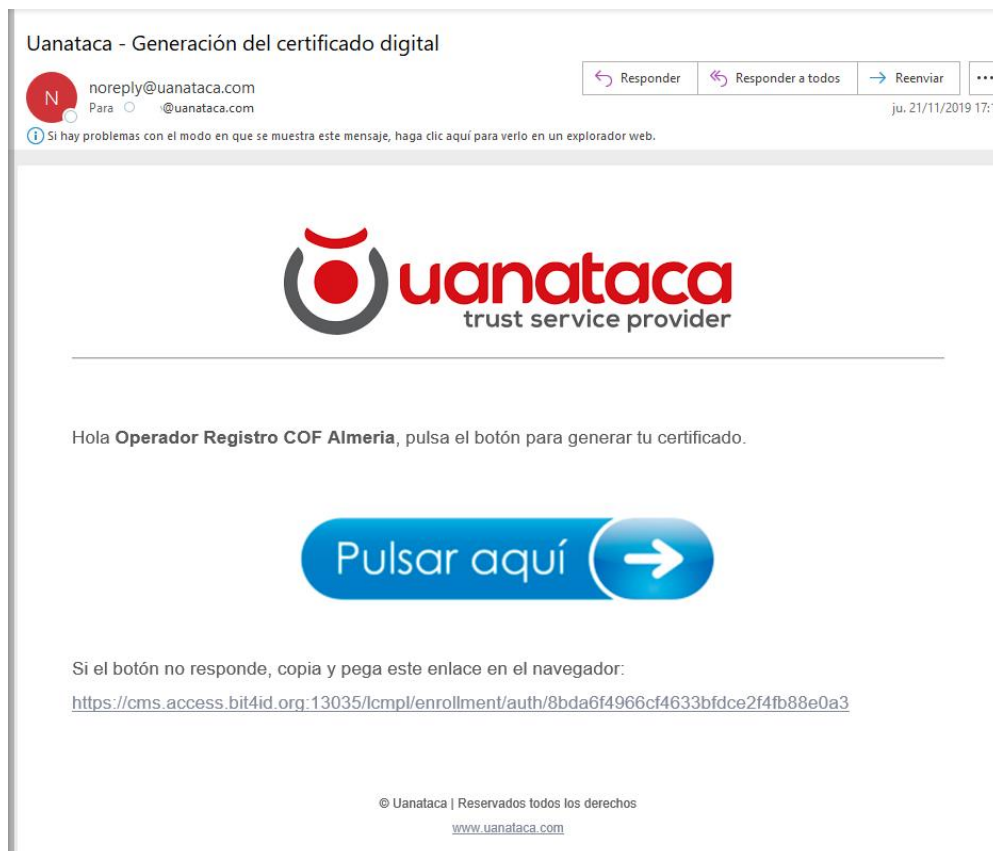 Uanataca - Generación del certificado digital
N
noreply@uanataca.com
Para @uanataca.com
Responder
Responder a todos
Reenviar
ju. 21/11/2019 17:1
Si hay problemas con el modo en que se muestra este mensaje, haga clic aquí para verlo en un explorador web.
uanataca
trust service provider
Hola Operador Registro COF Almeria, pulsa el botón para generar tu certificado.
Pulsar aquí
Si el botón no responde, copia y pega este enlace en el navegador:
https://cms.access.bit4id.org:13035/lcmpl/enrollment/auth/8bda6f4966cf4633bfdce2f4fb88e0a3
© Uanataca | Reservados todos los derechos
www.uanataca.com